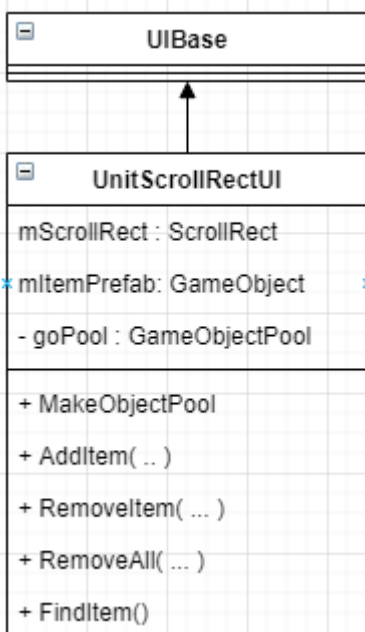 UIBase
UnitScrollRectUI
mScrollRect : ScrollRect
mItemPrefab: GameObject
- goPool : GameObjectPool
+ MakeObjectPool
+ AddItem( .. )
+ RemoveItem( ... )
+ RemoveAll( ... )
+ FindItem()